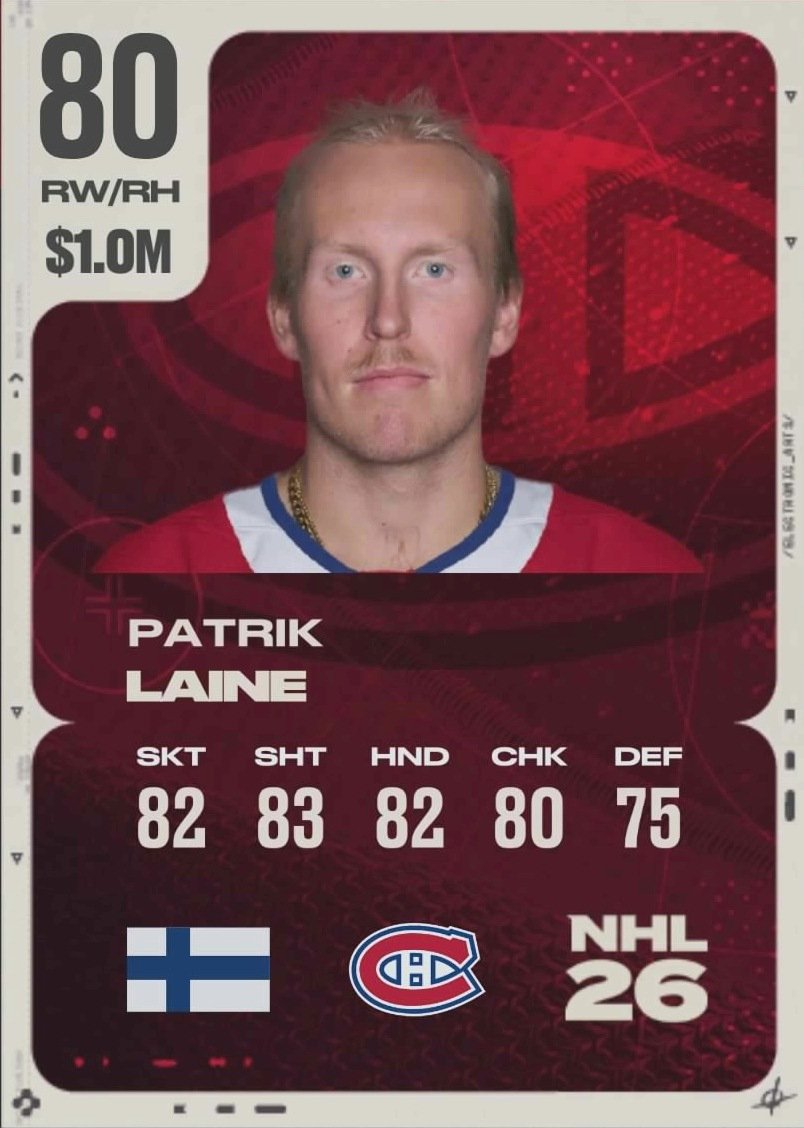 80
RW/RH
$1.0M
/ELECTRONIC_ARTS/
PATRIK
LAINE
SKT SHT HND CHK DEF
82 83 82 80 75
NHL
26